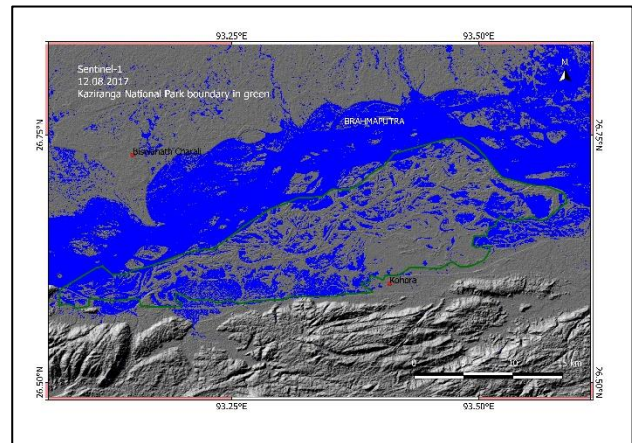 93.25°E 93.50°E
Sentinel-1
12.08.2017
Kaziranga National Park boundary in green
N
BRAHMAPUTRA
26.75°N 26.75°N
Biswanath Chariali
Kohora
0 10 15 km
26.50°N 26.50°N
93.25°E 93.50°E